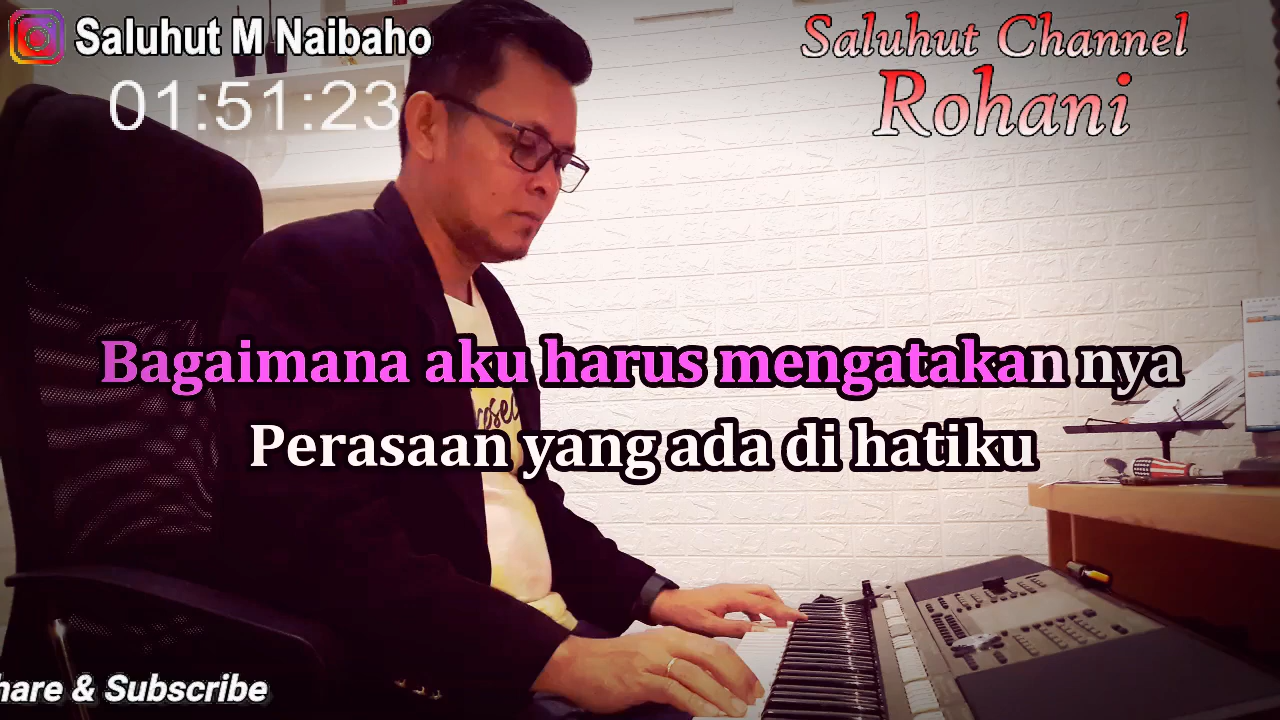 Saluhut M Naibaho
01:51:23
Saluhut Channel
Rohani
Bagaimana aku harus mengatakan nya
Perasaan yang ada di hatiku
hare & Subscribe